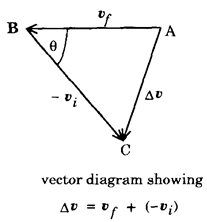 v_f
B A
θ
- v_i Δv
C
vector diagram showing
Δv = v_f + (-v_i)